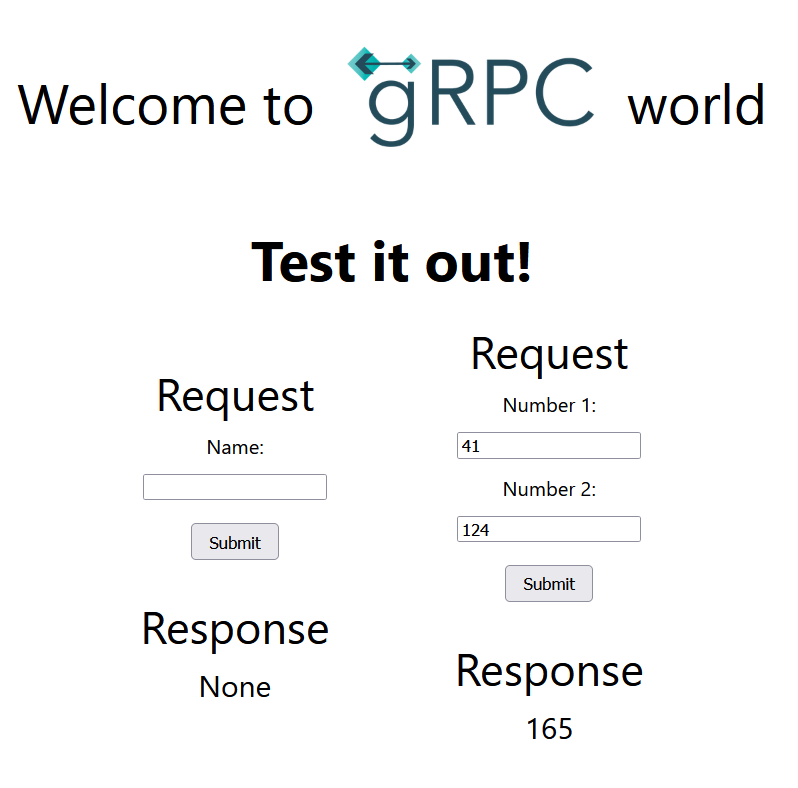 Welcome to gRPC world
Test it out!
Request
Name:
Submit
Response
None
Request
Number 1:
41
Number 2:
124
Submit
Response
165